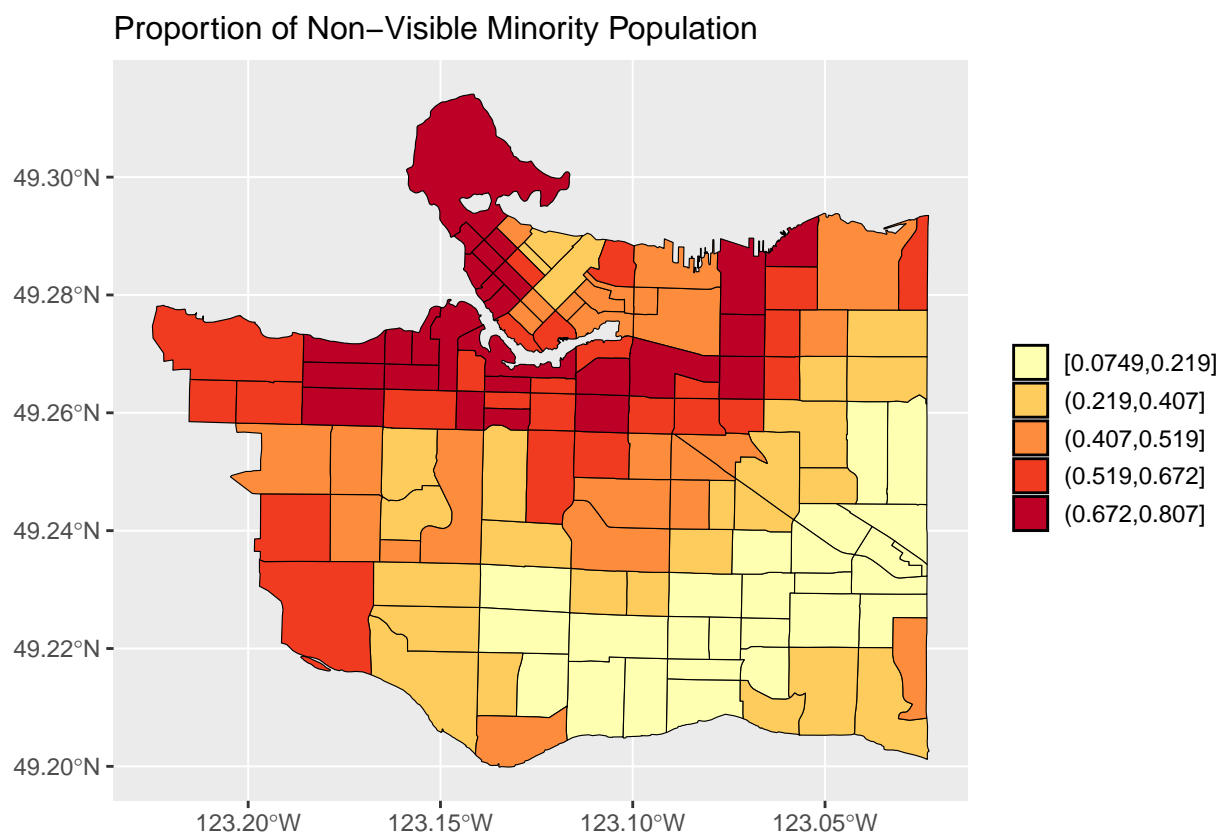 Proportion of Non−Visible Minority Population
49.30°N
49.28°N
49.26°N
49.24°N
49.22°N
49.20°N
123.20°W
123.15°W
123.10°W
123.05°W
[0.0749,0.219]
(0.219,0.407]
(0.407,0.519]
(0.519,0.672]
(0.672,0.807]